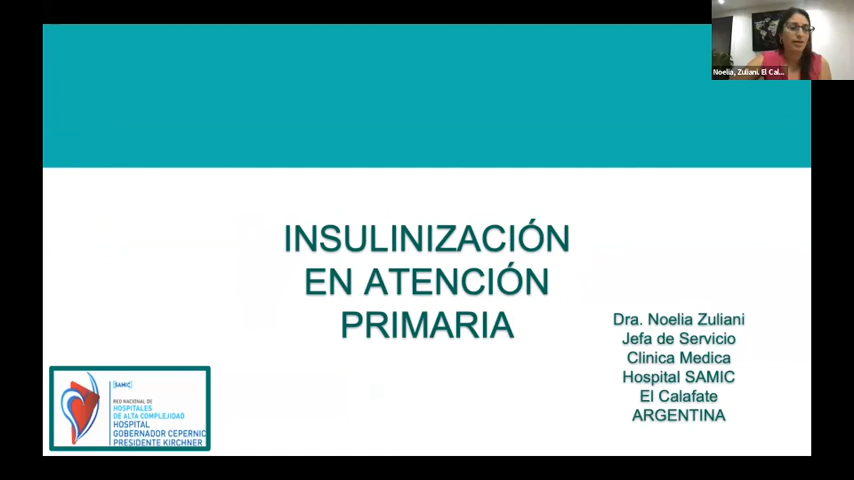 Noelia, Zuliani. El Cal...
INSULINIZACIÓN
EN ATENCIÓN
PRIMARIA
Dra. Noelia Zuliani
Jefa de Servicio
Clinica Medica
Hospital SAMIC
El Calafate
ARGENTINA
[SAMIC]
RED NACIONAL DE
HOSPITALES
DE ALTA COMPLEJIDAD
HOSPITAL
GOBERNADOR CEPERNIC
PRESIDENTE KIRCHNER